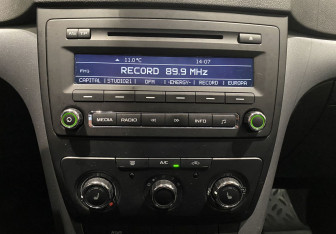 11.0°C 14:07
FM1 RECORD 89.9 MHz
CAPITAL STUDIO21 DFM -ENERGY- RECORD EUROPA
MEDIA RADIO INFO
A/C